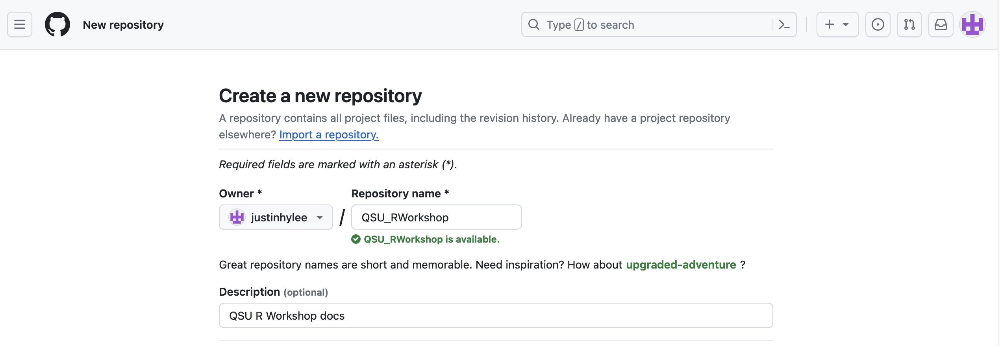 New repository
Type / to search
Create a new repository
A repository contains all project files, including the revision history. Already have a project repository
elsewhere? Import a repository.
Required fields are marked with an asterisk (*).
Owner * Repository name *
justinhylee / QSU_RWorkshop
QSU_RWorkshop is available.
Great repository names are short and memorable. Need inspiration? How about upgraded-adventure ?
Description (optional)
QSU R Workshop docs